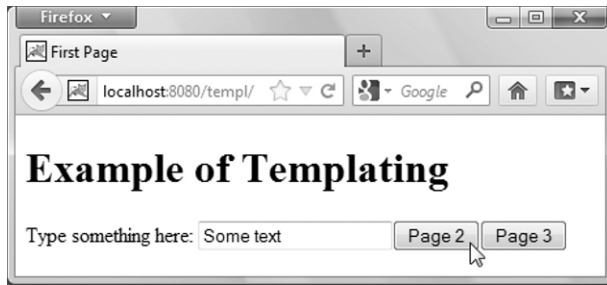 Firefox
First Page
localhost:8080/templ/
Google
Example of Templating
Type something here: Some text Page 2 Page 3